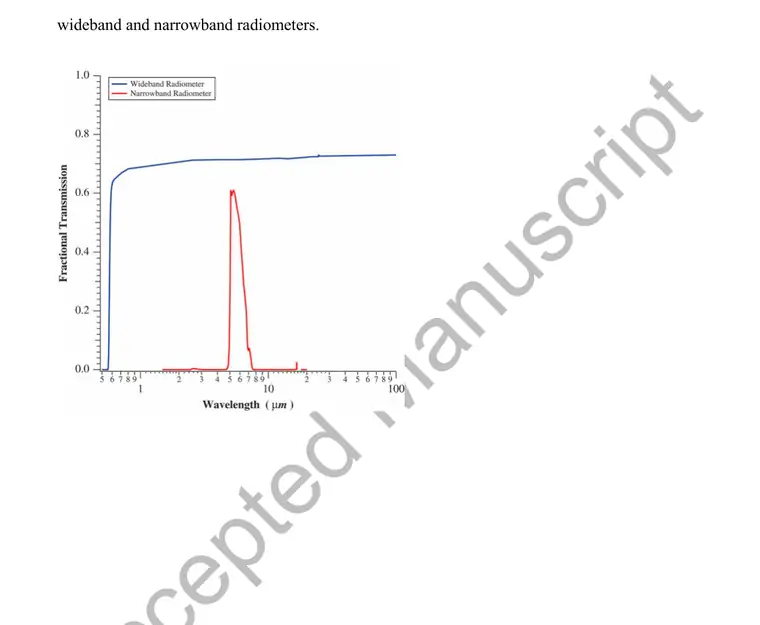 wideband and narrowband radiometers.
1.0
Wideband Radiometer
Narrowband Radiometer
0.8
0.6
0.4
0.2
0.0
Fractional Transmission
5 6 7 8 9 2 3 4 5 6 7 8 9 2 3 4 5 6 7 8 9
1 10 100
Wavelength ( µm )
cepted Manuscript